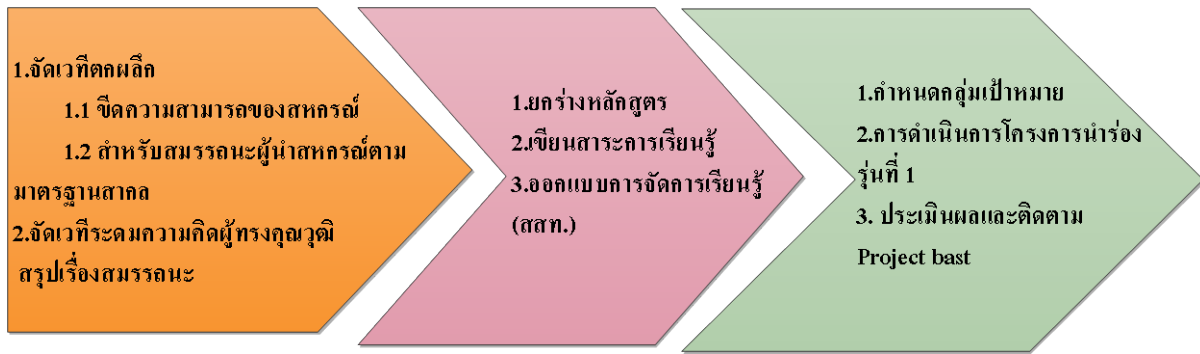 1.จัดเวทีตกผลึก
1.1 ขีดความสามารถของสหกรณ์
1.2 สำหรับสมรรถนะผู้นำสหกรณ์ตาม
มาตรฐานสากล
2.จัดเวทีระดมความคิดผู้ทรงคุณวุฒิ
สรุปเรื่องสมรรถนะ
1.ยกร่างหลักสูตร
2.เขียนสาระการเรียนรู้
3.ออกแบบการจัดการเรียนรู้
(สสท.)
1.กำหนดกลุ่มเป้าหมาย
2.การดำเนินการโครงการนำร่อง
รุ่นที่ 1
3. ประเมินผลและติดตาม
Project bast